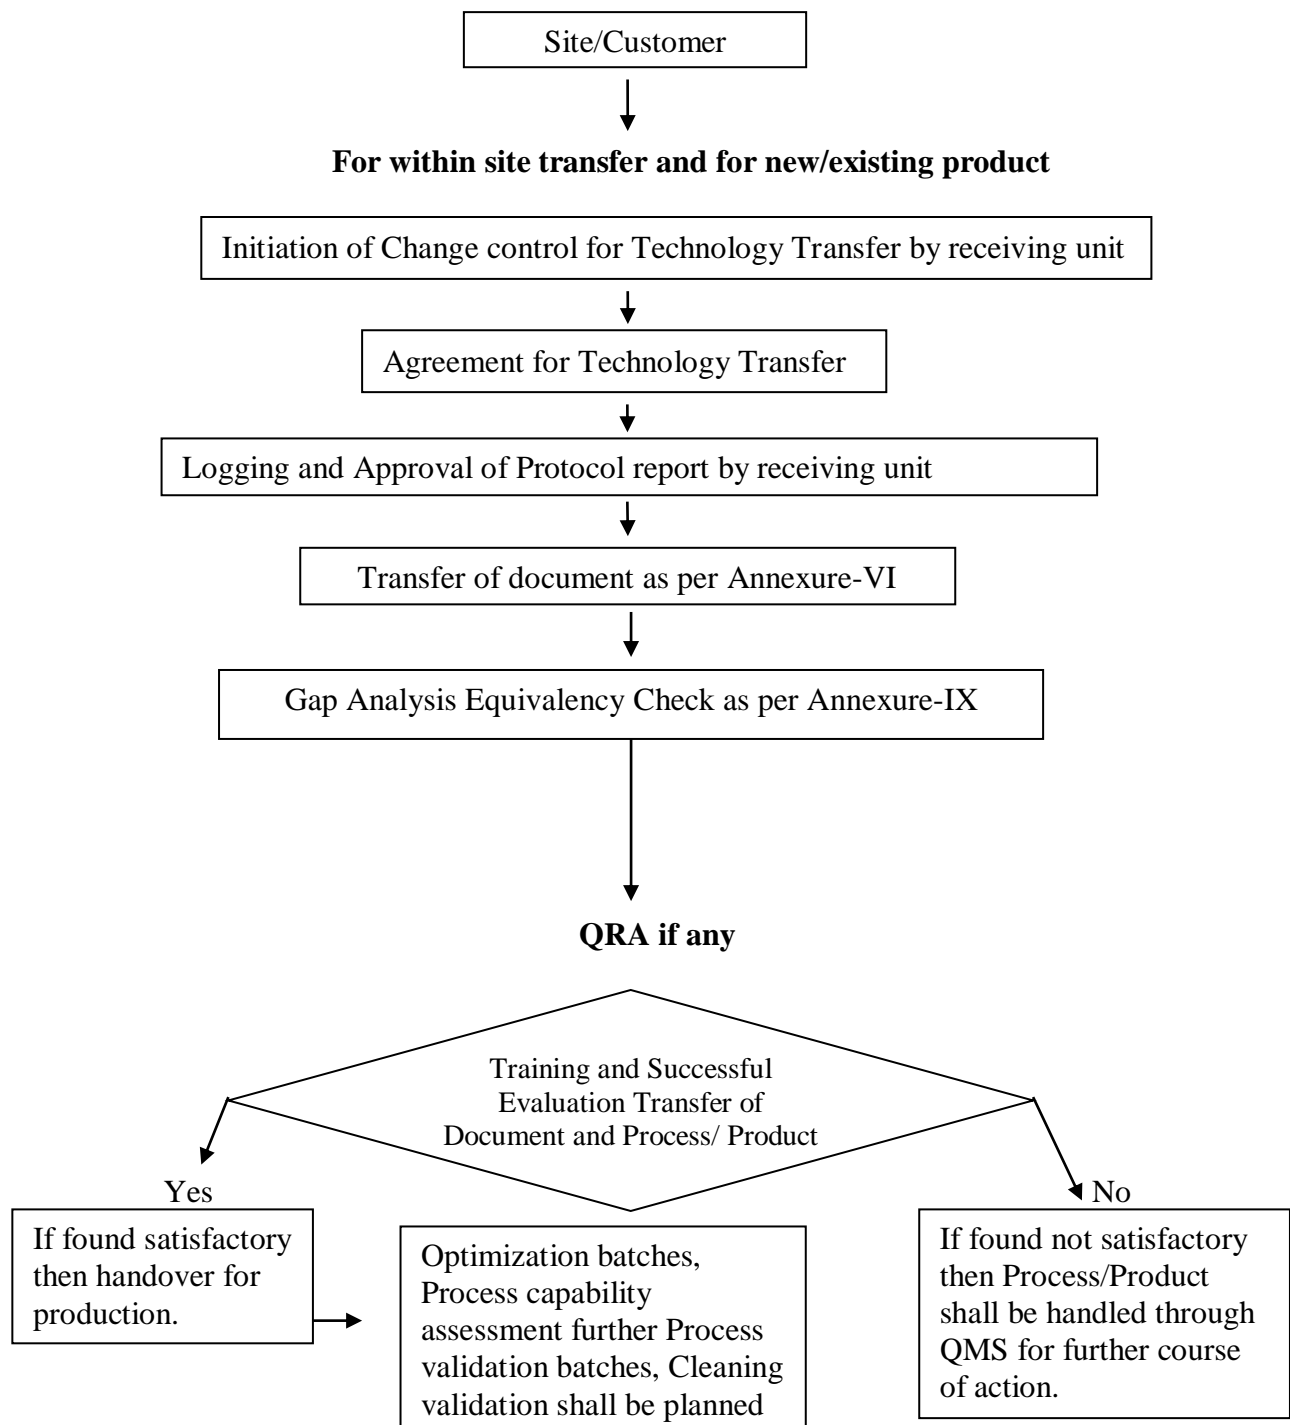 Site/Customer
For within site transfer and for new/existing product
Initiation of Change control for Technology Transfer by receiving unit
Agreement for Technology Transfer
Logging and Approval of Protocol report by receiving unit
Transfer of document as per Annexure-VI
Gap Analysis Equivalency Check as per Annexure-IX
QRA if any
Training and Successful
Evaluation Transfer of
Document and Process/ Product
Yes
No
If found satisfactory
then handover for
production.
Optimization batches,
Process capability
assessment further Process
validation batches, Cleaning
validation shall be planned
If found not satisfactory
then Process/Product
shall be handled through
QMS for further course
of action.